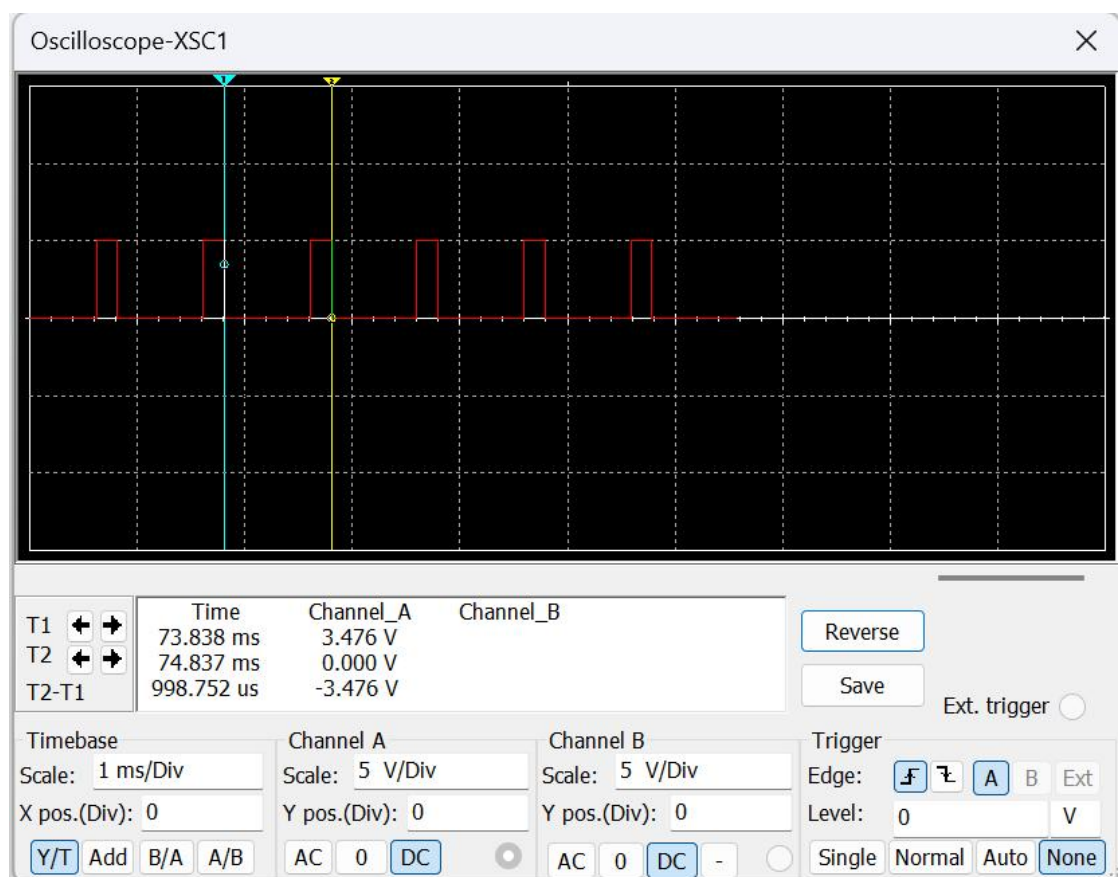 Oscilloscope-XSC1
1
2
Time Channel_A Channel_B
T1 73.838 ms 3.476 V
T2 74.837 ms 0.000 V
T2-T1 998.752 us -3.476 V
Reverse
Save
Ext. trigger
Timebase
Scale: 1 ms/Div
X pos.(Div): 0
Y/T Add B/A A/B
Channel A
Scale: 5 V/Div
Y pos.(Div): 0
AC 0 DC
Channel B
Scale: 5 V/Div
Y pos.(Div): 0
AC 0 DC -
Trigger
Edge: A B Ext
Level: 0 V
Single Normal Auto None